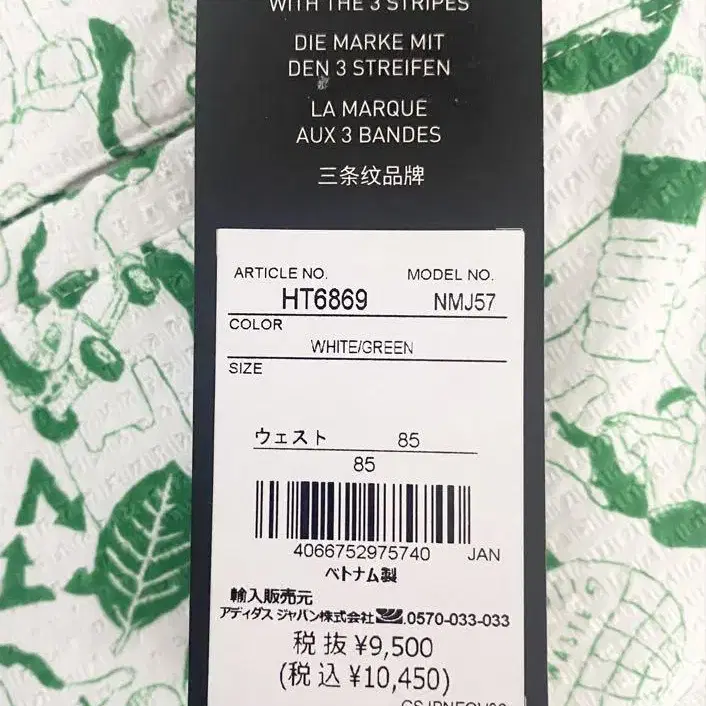 WITH THE 3 STRIPES
DIE MARKE MIT
DEN 3 STREIFEN
LA MARQUE
AUX 3 BANDES
三条纹品牌
ARTICLE NO. MODEL NO.
HT6869 NMJ57
COLOR
WHITE/GREEN
SIZE
ウェスト 85
85
4066752975740 JAN
ベトナム製
輸入販売元
アディダス ジャパン株式会社 0570-033-033
税抜 ¥9,500
(税込 ¥10,450)